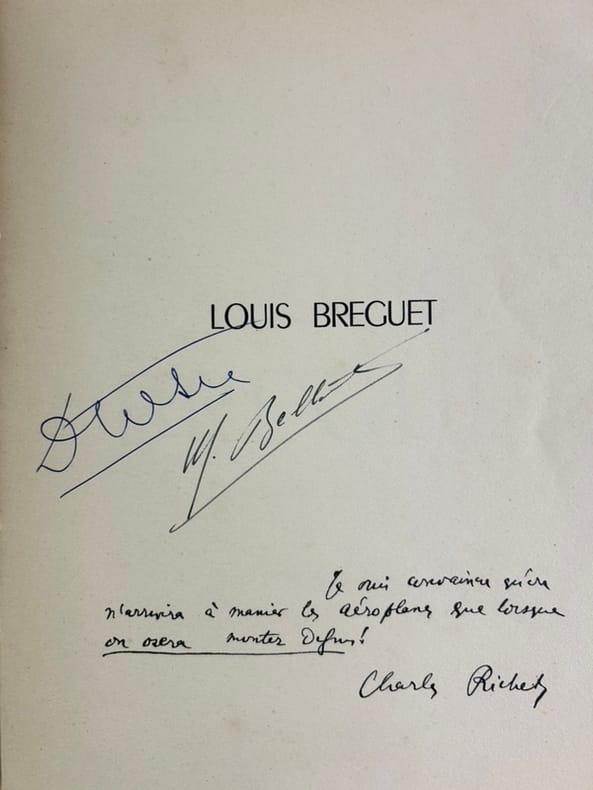 LOUIS BREGUET
M.
Je suis convaincu qu'on
n'arrivera à manier les aéroplanes que lorsque
on osera monter Dessus!
Charles Richet